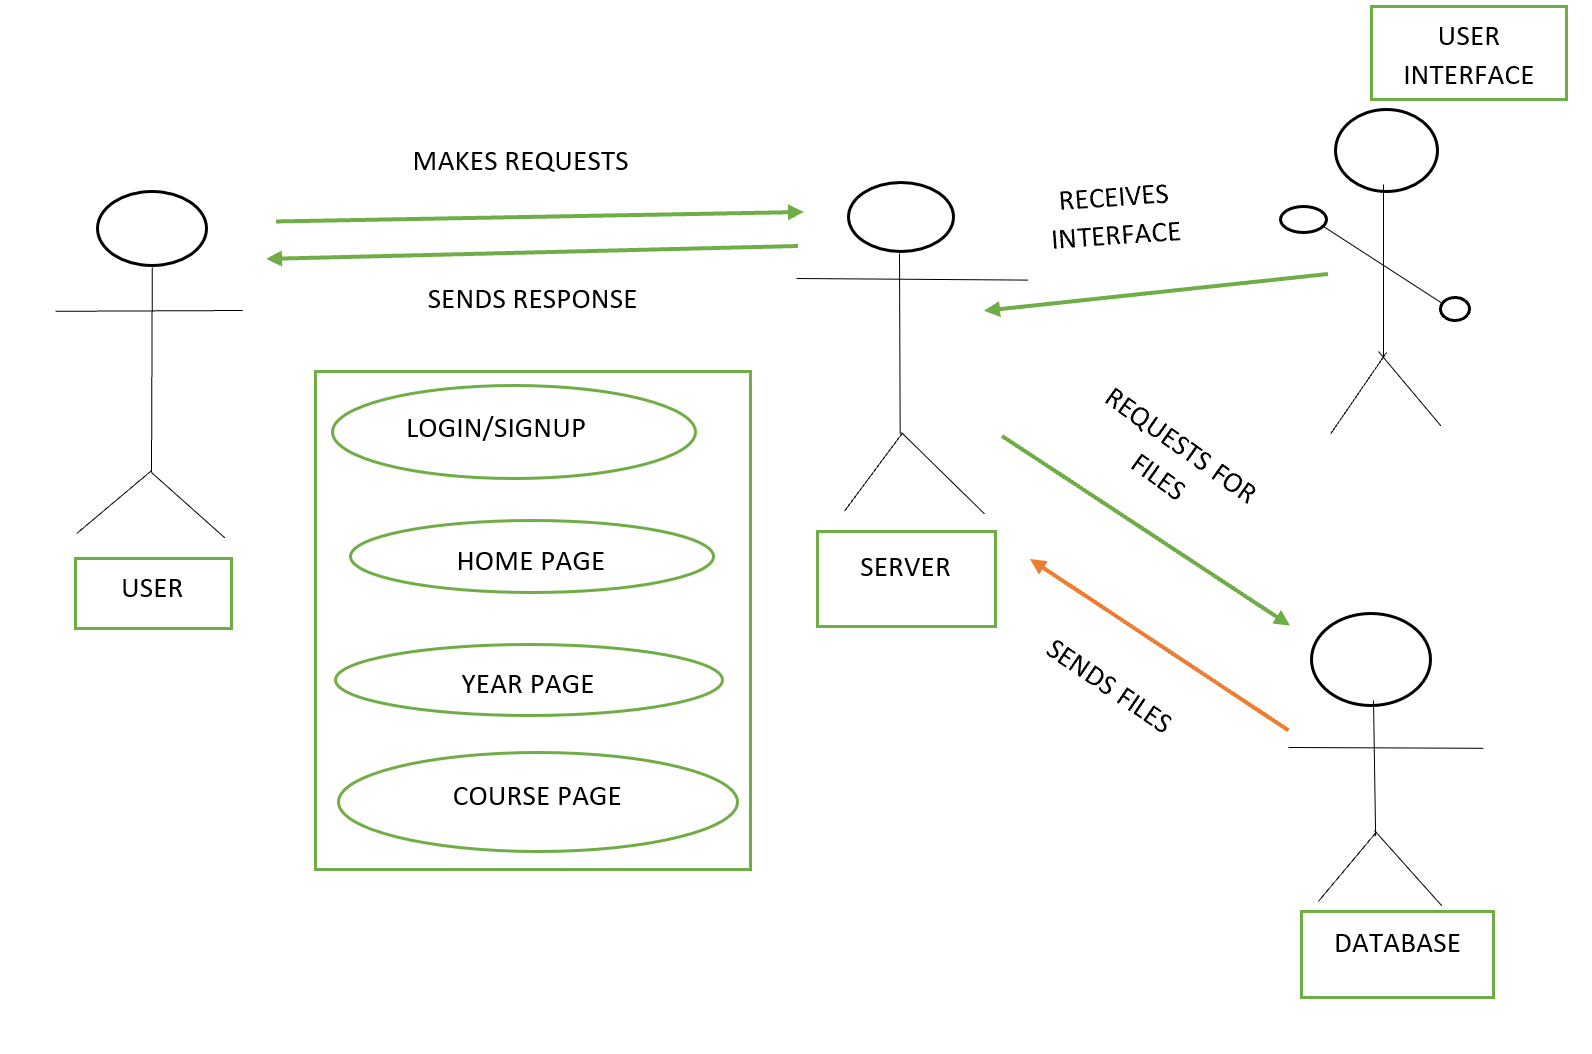 USER
INTERFACE
MAKES REQUESTS
RECEIVES
INTERFACE
SENDS RESPONSE
LOGIN/SIGNUP
REQUESTS FOR
FILES
HOME PAGE
SERVER
USER
YEAR PAGE
SENDS FILES
COURSE PAGE
DATABASE